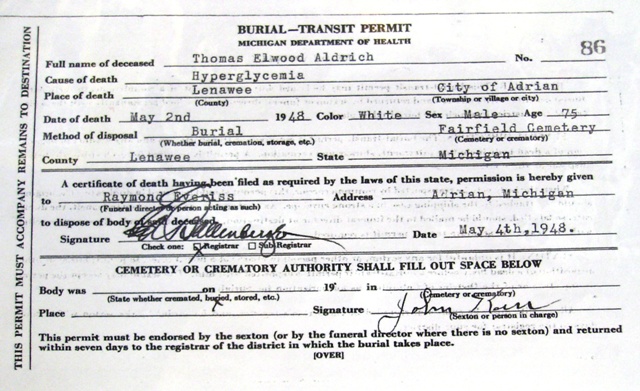 BURIAL—TRANSIT PERMIT
MICHIGAN DEPARTMENT OF HEALTH
86
Full name of deceased Thomas Elwood Aldrich No.
Cause of death Hyperglycemia
Place of death Lenawee City of Adrian
(County) (Township or village or city)
Date of death May 2nd 1948 Color White Sex Male Age 75
Method of disposal Burial Fairfield Cemetery
(Whether burial, cremation, storage, etc.) (Cemetery or crematory)
County Lenawee State Michigan
A certificate of death having been filed as required by the laws of this state, permission is hereby given
to Raymond Everiss Address Adrian, Michigan
(Funeral director or person acting as such)
to dispose of body of said deceased.
Signature Date May 4th, 1948.
Check one: Registrar Sub Registrar
CEMETERY OR CREMATORY AUTHORITY SHALL FILL OUT SPACE BELOW
Body was on 19 in
(State whether cremated, buried, stored, etc.) (Cemetery or crematory)
Place Signature John
(Sexton or person in charge)
This permit must be endorsed by the sexton (or by the funeral director where there is no sexton) and returned
within seven days to the registrar of the district in which the burial takes place.
[OVER]
THIS PERMIT MUST ACCOMPANY REMAINS TO DESTINATION